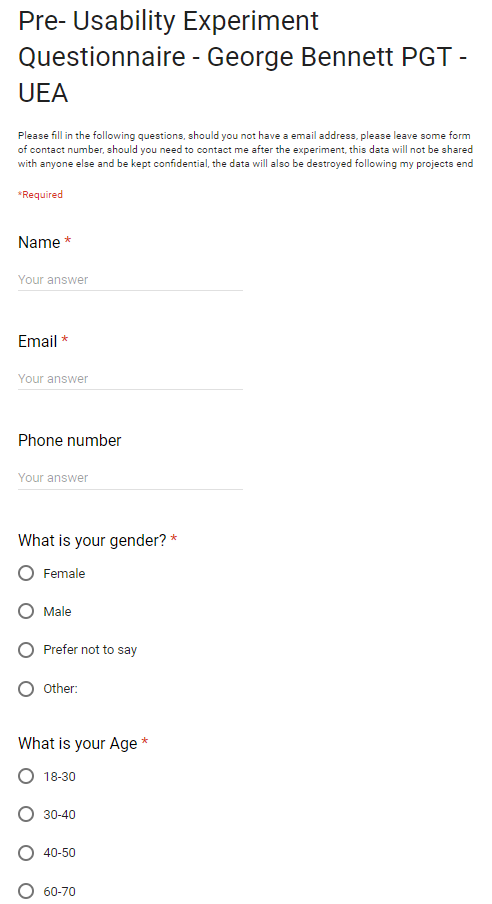 Pre- Usability Experiment
Questionnaire - George Bennett PGT -
UEA
Please fill in the following questions, should you not have a email address, please leave some form
of contact number, should you need to contact me after the experiment, this data will not be shared
with anyone else and be kept confidential, the data will also be destroyed following my projects end
*Required
Name *
Your answer
Email *
Your answer
Phone number
Your answer
What is your gender? *
Female
Male
Prefer not to say
Other:
What is your Age *
18-30
30-40
40-50
60-70